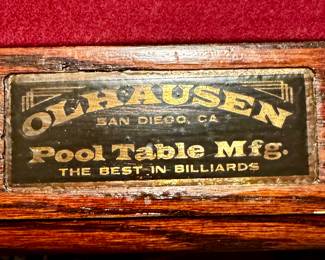 OLHAUSEN
SAN DIEGO, CA
Pool Table Mfg.
THE BEST IN BILLIARDS